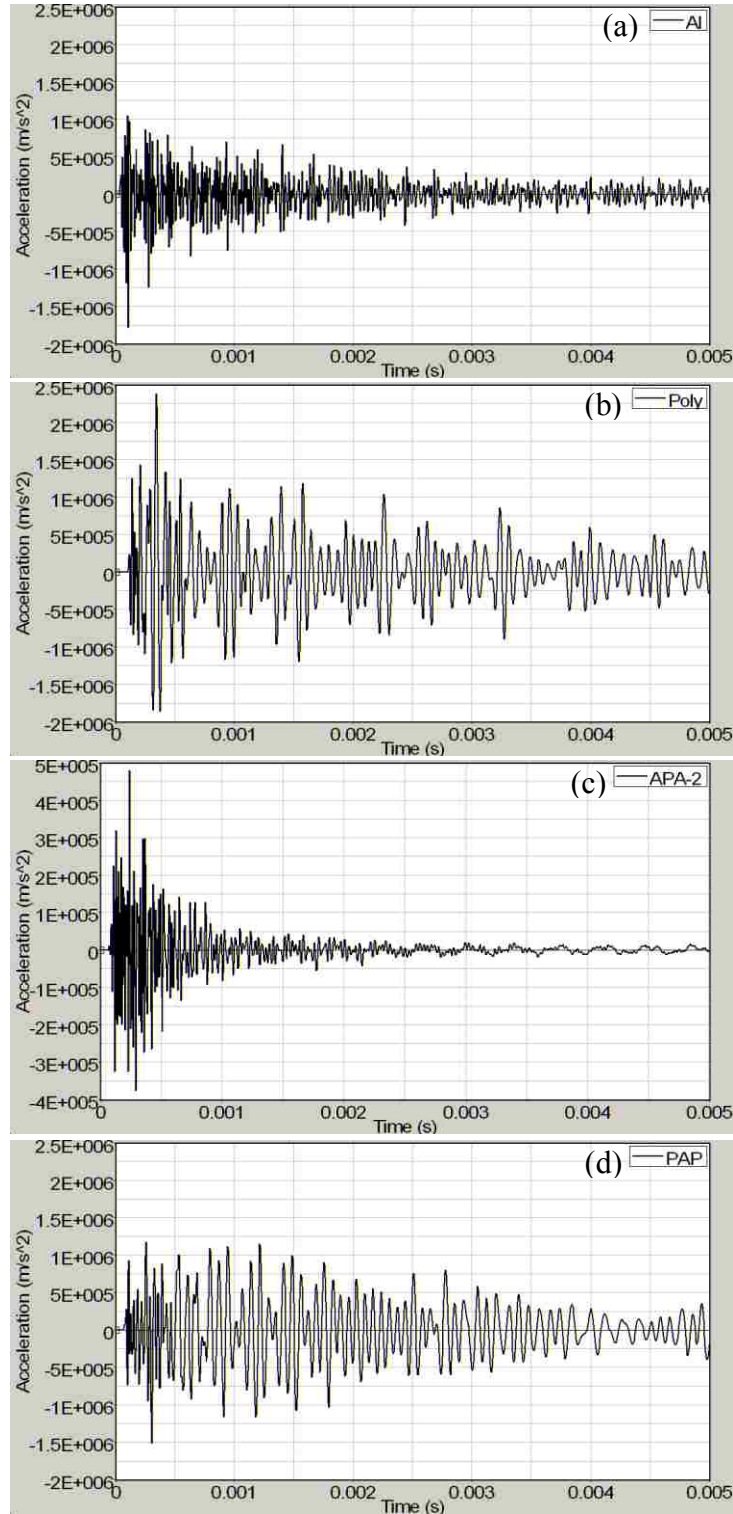 2.5E+006
2E+006
1.5E+006
1E+006
5E+005
0
-5E+005
-1E+006
-1.5E+006
-2E+006
Acceleration (m/s^2)
(a)
Al
0 0.001 0.002 0.003 0.004 0.005
Time (s)
2.5E+006
2E+006
1.5E+006
1E+006
5E+005
0
-5E+005
-1E+006
-1.5E+006
-2E+006
Acceleration (m/s^2)
(b)
Poly
0 0.001 0.002 0.003 0.004 0.005
Time (s)
5E+005
4E+005
3E+005
2E+005
1E+005
0
-1E+005
-2E+005
-3E+005
-4E+005
Acceleration (m/s^2)
(c)
APA-2
0 0.001 0.002 0.003 0.004 0.005
Time (s)
2.5E+006
2E+006
1.5E+006
1E+006
5E+005
0
-5E+005
-1E+006
-1.5E+006
-2E+006
Acceleration (m/s^2)
(d)
PAP
0 0.001 0.002 0.003 0.004 0.005
Time (s)